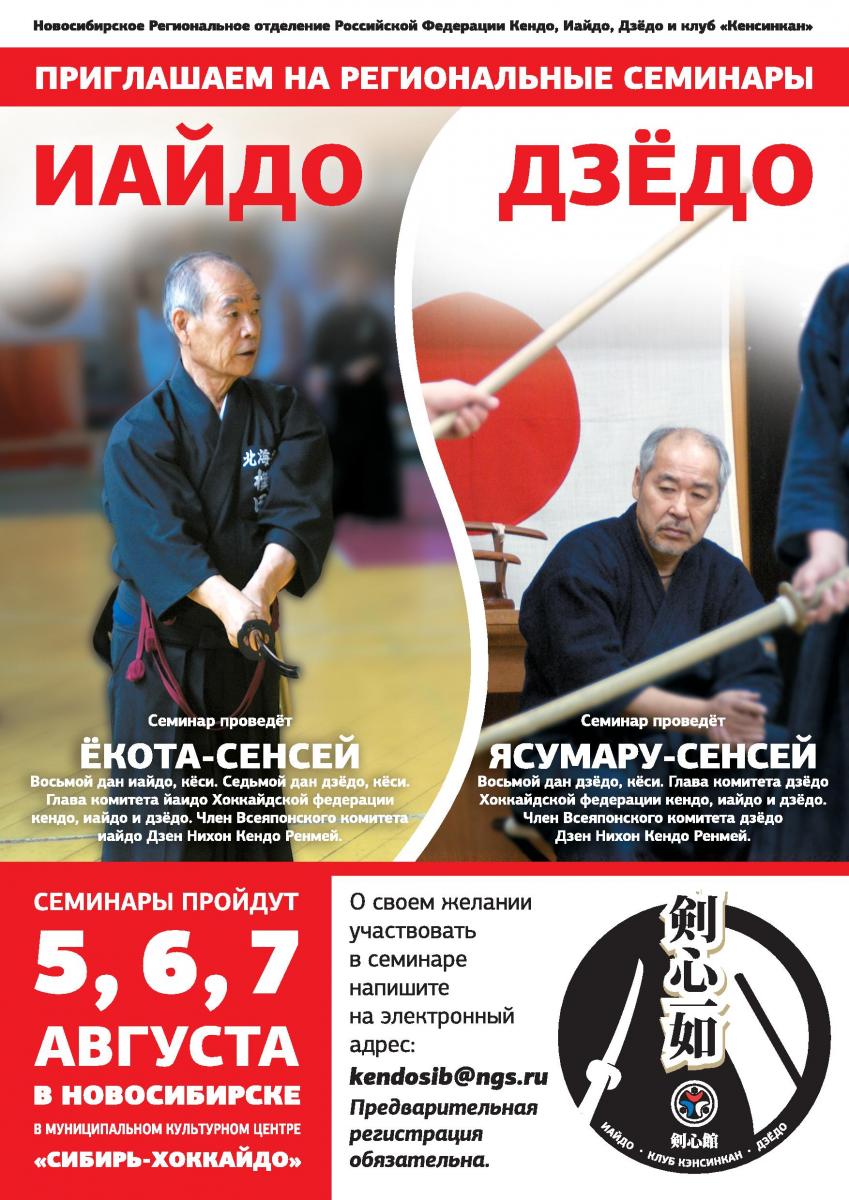 Новосибирское Региональное отделение Российской Федерации Кендо, Иайдо, Дзёдо и клуб «Кенсинкан»
ПРИГЛАШАЕМ НА РЕГИОНАЛЬНЫЕ СЕМИНАРЫ
ИАЙДО
ДЗЁДО
北海
Семинар проведёт
ЁКОТА-СЕНСЕЙ
Восьмой дан иайдо, кёси. Седьмой дан дзёдо, кёси.
Глава комитета йаидо Хоккайдской федерации
кендо, иайдо и дзёдо. Член Всеяпонского комитета
иайдо Дзен Нихон Кендо Ренмей.
Семинар проведёт
ЯСУМАРУ-СЕНСЕЙ
Восьмой дан дзёдо, кёси. Глава комитета дзёдо
Хоккайдской федерации кендо, иайдо и дзёдо.
Член Всеяпонского комитета дзёдо
Дзен Нихон Кендо Ренмей.
СЕМИНАРЫ ПРОЙДУТ
5, 6, 7
АВГУСТА
В НОВОСИБИРСКЕ
В МУНИЦИПАЛЬНОМ КУЛЬТУРНОМ ЦЕНТРЕ
«СИБИРЬ-ХОККАЙДО»
О своем желании
участвовать
в семинаре
напишите
на электронный
адрес:
kendosib@ngs.ru
Предварительная
регистрация
обязательна.
剣心一如
剣心館
ИАЙДО · КЛУБ КЭНСИНКАН · ДЗЁДО